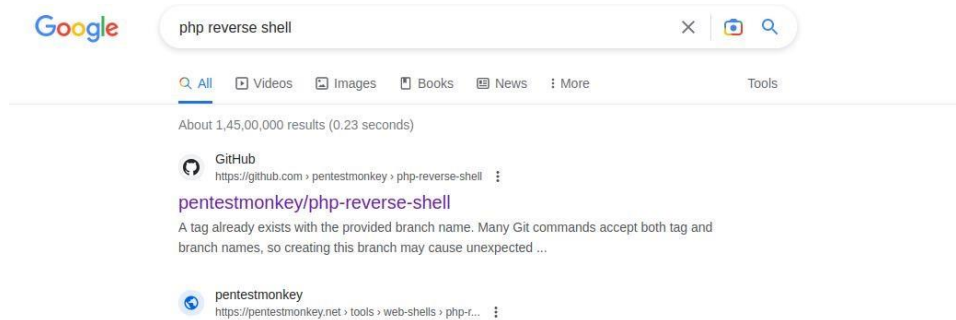 Google
php reverse shell
All Videos Images Books News More Tools
About 1,45,00,000 results (0.23 seconds)
GitHub
https://github.com › pentestmonkey › php-reverse-shell
pentestmonkey/php-reverse-shell
A tag already exists with the provided branch name. Many Git commands accept both tag and
branch names, so creating this branch may cause unexpected ...
pentestmonkey
https://pentestmonkey.net › tools › web-shells › php-r...